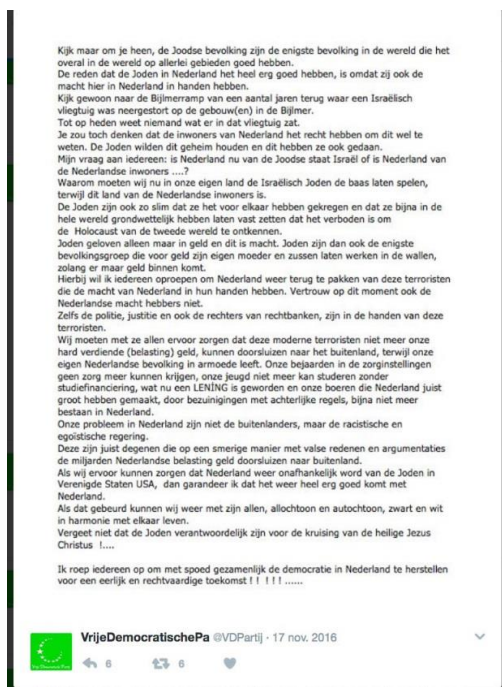 Kijk maar om je heen, de Joodse bevolking zijn de enigste bevolking in de wereld die het
overal in de wereld op allerlei gebieden goed hebben.
De reden dat de Joden in Nederland het heel erg goed hebben, is omdat zij ook de
macht hier in Nederland in handen hebben.
Kijk gewoon naar de Bijlmerramp van een aantal jaren terug waar een Israëlisch
vliegtuig was neergestort op de gebouw(en) in de Bijlmer.
Tot op heden weet niemand wat er in dat vliegtuig zat.
Je zou toch denken dat de inwoners van Nederland het recht hebben om dit wel te
weten. De Joden wilden dit geheim houden en dit hebben ze ook gedaan.
Mijn vraag aan iedereen: is Nederland nu van de Joodse staat Israël of is Nederland van
de Nederlandse inwoners ....?
Waarom moeten wij nu in onze eigen land de Israëlisch Joden de baas laten spelen,
terwijl dit land van de Nederlandse inwoners is.
De Joden zijn ook zo slim dat ze het voor elkaar hebben gekregen en dat ze bijna in de
hele wereld grondwettelijk hebben laten vast zetten dat het verboden is om
de Holocaust van de tweede wereld te ontkennen.
Joden geloven alleen maar in geld en dit is macht. Joden zijn dan ook de enigste
bevolkingsgroep die voor geld zijn eigen moeder en zussen laten werken in de wallen,
zolang er maar geld binnen komt.
Hierbij wil ik iedereen oproepen om Nederland weer terug te pakken van deze terroristen
die de macht van Nederland in hun handen hebben. Vertrouw op dit moment ook de
Nederlandse macht hebbers niet.
Zelfs de politie, justitie en ook de rechters van rechtbanken, zijn in de handen van deze
terroristen.
Wij moeten met ze allen ervoor zorgen dat deze moderne terroristen niet meer onze
hard verdiende (belasting) geld, kunnen doorsluizen naar het buitenland, terwijl onze
eigen Nederlandse bevolking in armoede leeft. Onze bejaarden in de zorginstellingen
geen zorg meer kunnen krijgen, onze jeugd niet meer kan studeren zonder
studiefinanciering, wat nu een LENING is geworden en onze boeren die Nederland juist
groot hebben gemaakt, door bezuinigingen met achterlijke regels, bijna niet meer
bestaan in Nederland.
Onze probleem in Nederland zijn niet de buitenlanders, maar de racistische en
egoïstische regering.
Deze zijn juist degenen die op een smerige manier met valse redenen en argumentaties
de miljarden Nederlandse belasting geld doorsluizen naar buitenland.
Als wij ervoor kunnen zorgen dat Nederland weer onafhankelijk word van de Joden in
Verenigde Staten USA, dan garandeer ik dat het weer heel erg goed komt met
Nederland.
Als dat gebeurd kunnen wij weer met zijn allen, allochtoon en autochtoon, zwart en wit
in harmonie met elkaar leven.
Vergeet niet dat de Joden verantwoordelijk zijn voor de kruising van de heilige Jezus
Christus !....
Ik roep iedereen op om met spoed gezamenlijk de democratie in Nederland te herstellen
voor een eerlijk en rechtvaardige toekomst ! ! ! ! ! ......
VrijeDemocratischePa @VDPartij · 17 nov. 2016
6 6